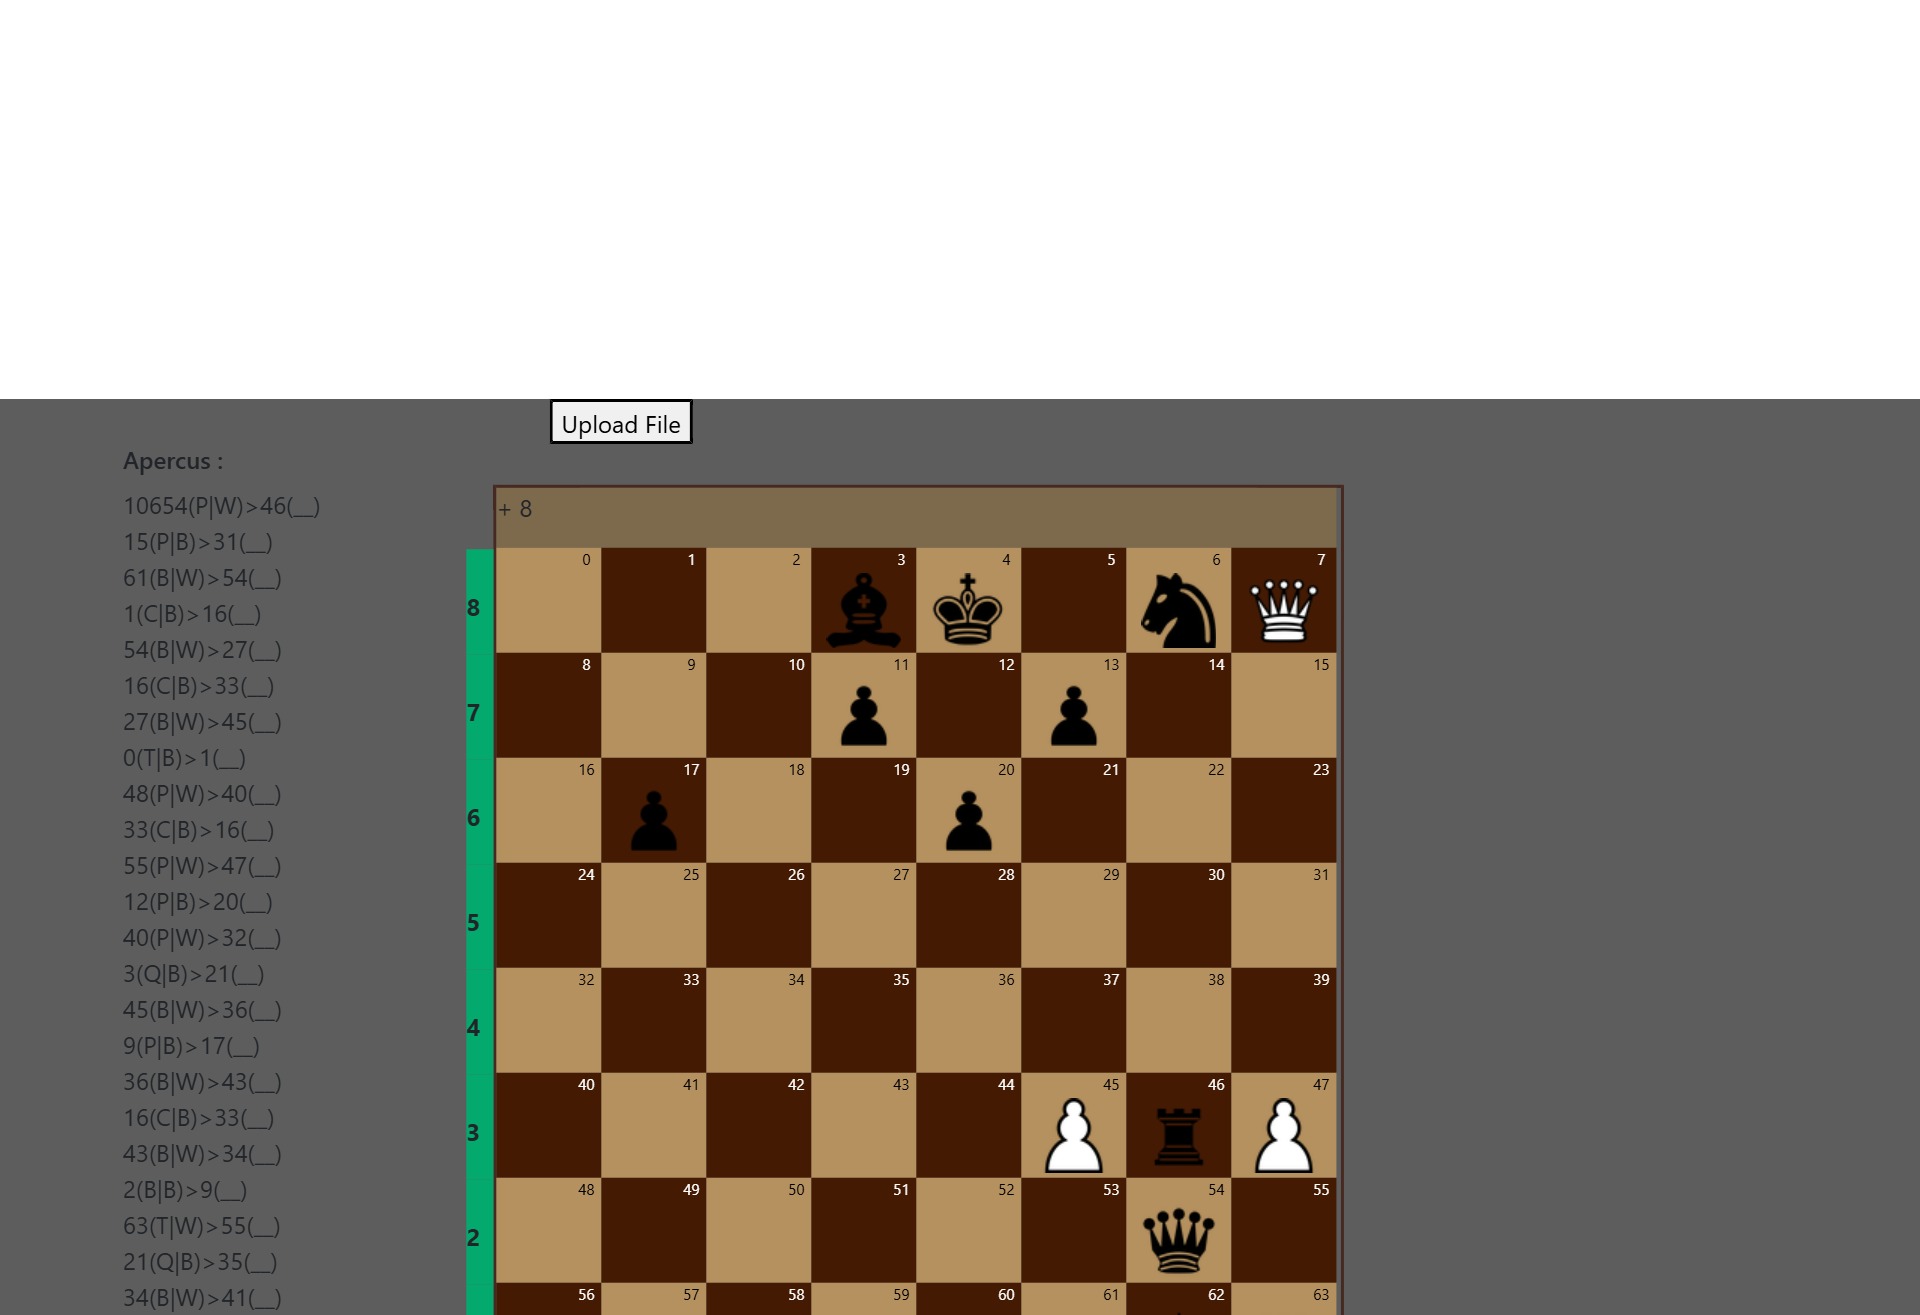 Upload File
Apercus :
10654(P|W)>46(__)
15(P|B)>31(__)
61(B|W)>54(__)
1(C|B)>16(__)
54(B|W)>27(__)
16(C|B)>33(__)
27(B|W)>45(__)
0(T|B)>1(__)
48(P|W)>40(__)
33(C|B)>16(__)
55(P|W)>47(__)
12(P|B)>20(__)
40(P|W)>32(__)
3(Q|B)>21(__)
45(B|W)>36(__)
9(P|B)>17(__)
36(B|W)>43(__)
16(C|B)>33(__)
43(B|W)>34(__)
2(B|B)>9(__)
63(T|W)>55(__)
21(Q|B)>35(__)
34(B|W)>41(__)
+ 8
0 1 2 3 4 5 6 7
8
8 9 10 11 12 13 14 15
7
16 17 18 19 20 21 22 23
6
24 25 26 27 28 29 30 31
5
32 33 34 35 36 37 38 39
4
40 41 42 43 44 45 46 47
3
48 49 50 51 52 53 54 55
2
56 57 58 59 60 61 62 63